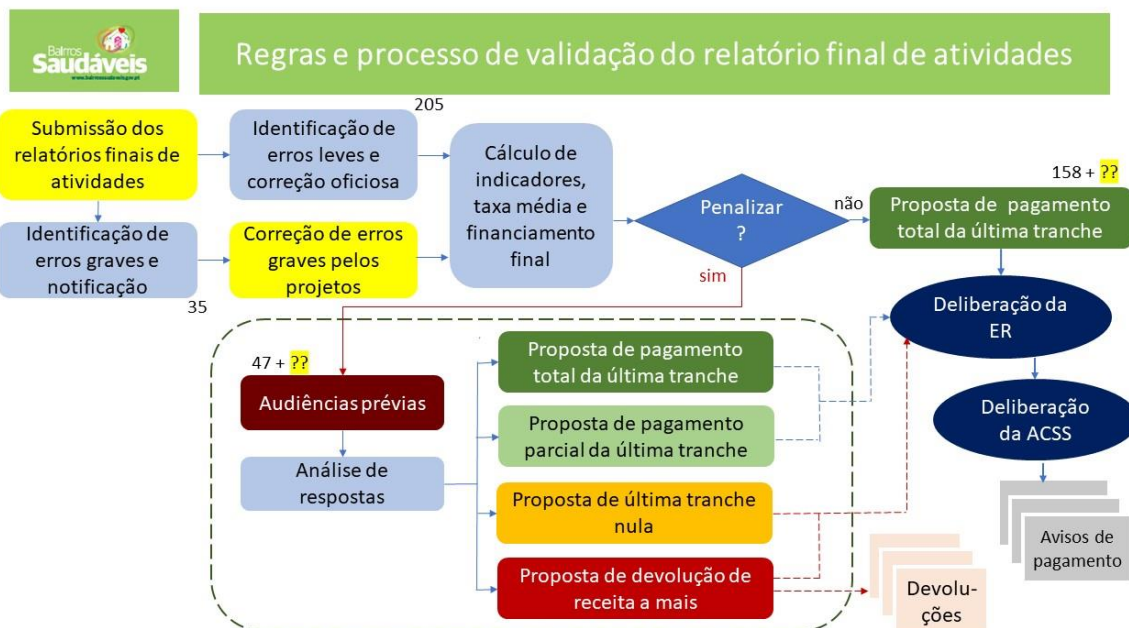 Bairros
Saudáveis
www.bairrossaudaveis.gov.pt
Regras e processo de validação do relatório final de atividades
205
Submissão dos
relatórios finais de
atividades
Identificação de
erros leves e
correção oficiosa
Cálculo de
indicadores,
taxa média e
financiamento
final
Identificação de
erros graves e
notificação
35
Correção de erros
graves pelos
projetos
Penalizar
?
não
sim
158 + ??
Proposta de pagamento
total da última tranche
Deliberação da
ER
Deliberação
da ACSS
Avisos de
pagamento
47 + ??
Audiências prévias
Análise de
respostas
Proposta de pagamento
total da última tranche
Proposta de pagamento
parcial da última tranche
Proposta de última tranche
nula
Proposta de devolução de
receita a mais
Devolu-
ções